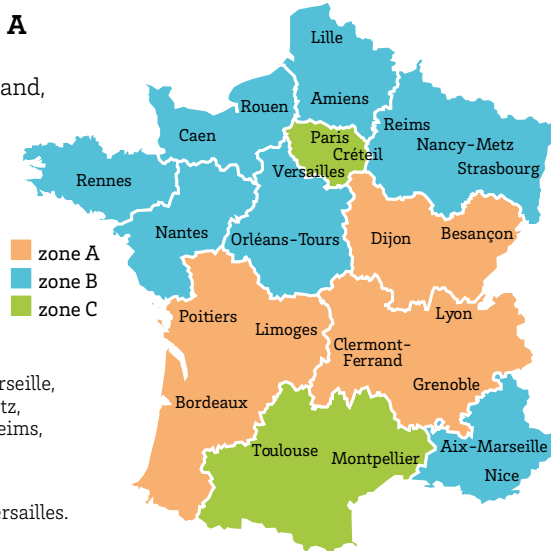 A
and,
Lille
Amiens
Rouen
Caen
Paris
Créteil
Versailles
Reims
Nancy-Metz
Strasbourg
Rennes
Nantes
Orléans-Tours
Dijon
Besançon
zone A
zone B
zone C
Poitiers
Limoges
Lyon
Clermont-
Ferrand
Grenoble
Bordeaux
Toulouse
Montpellier
Aix-Marseille
Nice
rseille,
tz,
eims,
ersailles.